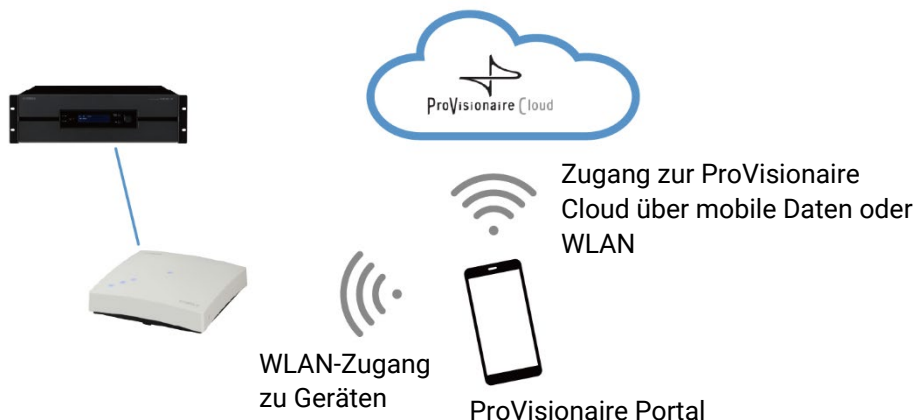 ProVisionaire Cloud
Zugang zur ProVisionaire
Cloud über mobile Daten oder
WLAN
WLAN-Zugang
zu Geräten
ProVisionaire Portal